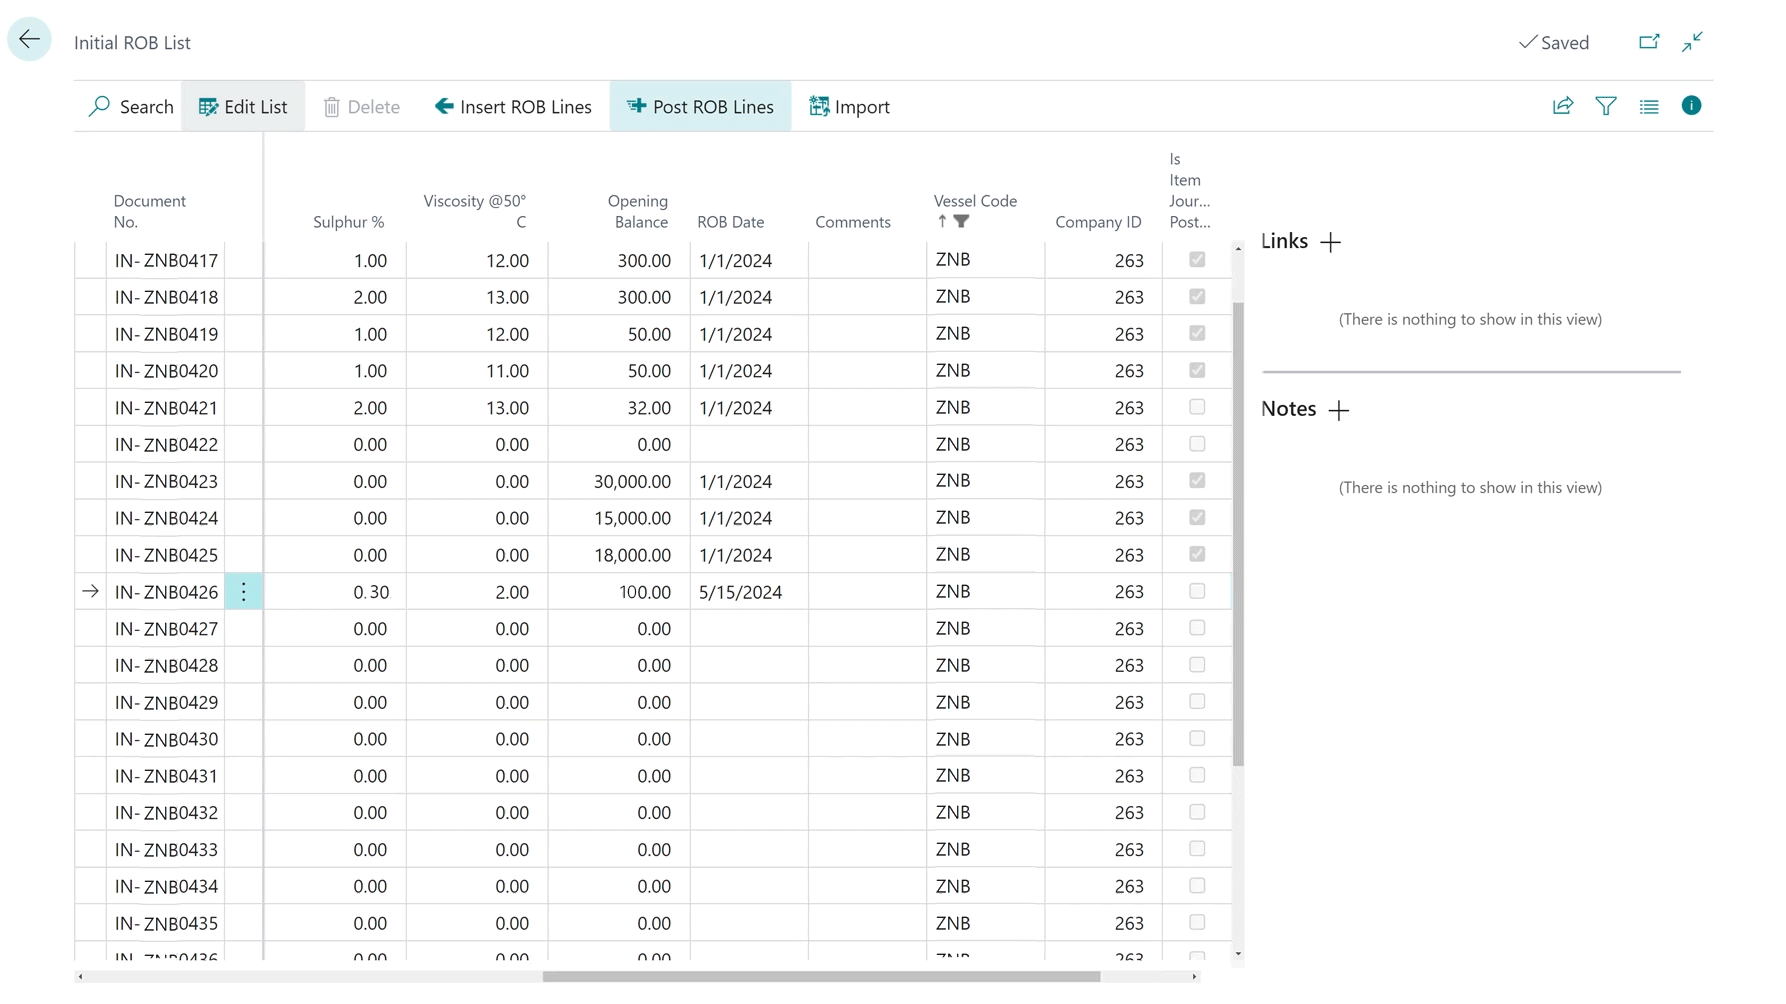 Initial ROB List
Saved
Search Edit List Delete Insert ROB Lines Post ROB Lines Import
Document No. Sulphur % Viscosity @50° C Opening Balance ROB Date Comments Vessel Code Company ID Is Item Jour... Post...
IN- ZNB0417 1.00 12.00 300.00 1/1/2024 ZNB 263
IN- ZNB0418 2.00 13.00 300.00 1/1/2024 ZNB 263
IN- ZNB0419 1.00 12.00 50.00 1/1/2024 ZNB 263
IN- ZNB0420 1.00 11.00 50.00 1/1/2024 ZNB 263
IN- ZNB0421 2.00 13.00 32.00 1/1/2024 ZNB 263
IN- ZNB0422 0.00 0.00 0.00 ZNB 263
IN- ZNB0423 0.00 0.00 30,000.00 1/1/2024 ZNB 263
IN- ZNB0424 0.00 0.00 15,000.00 1/1/2024 ZNB 263
IN- ZNB0425 0.00 0.00 18,000.00 1/1/2024 ZNB 263
IN- ZNB0426 0.30 2.00 100.00 5/15/2024 ZNB 263
IN- ZNB0427 0.00 0.00 0.00 ZNB 263
IN- ZNB0428 0.00 0.00 0.00 ZNB 263
IN- ZNB0429 0.00 0.00 0.00 ZNB 263
IN- ZNB0430 0.00 0.00 0.00 ZNB 263
IN- ZNB0431 0.00 0.00 0.00 ZNB 263
IN- ZNB0432 0.00 0.00 0.00 ZNB 263
IN- ZNB0433 0.00 0.00 0.00 ZNB 263
IN- ZNB0434 0.00 0.00 0.00 ZNB 263
IN- ZNB0435 0.00 0.00 0.00 ZNB 263
IN- ZNB0436 0.00 0.00 0.00 ZNB 263
Links
(There is nothing to show in this view)
Notes
(There is nothing to show in this view)